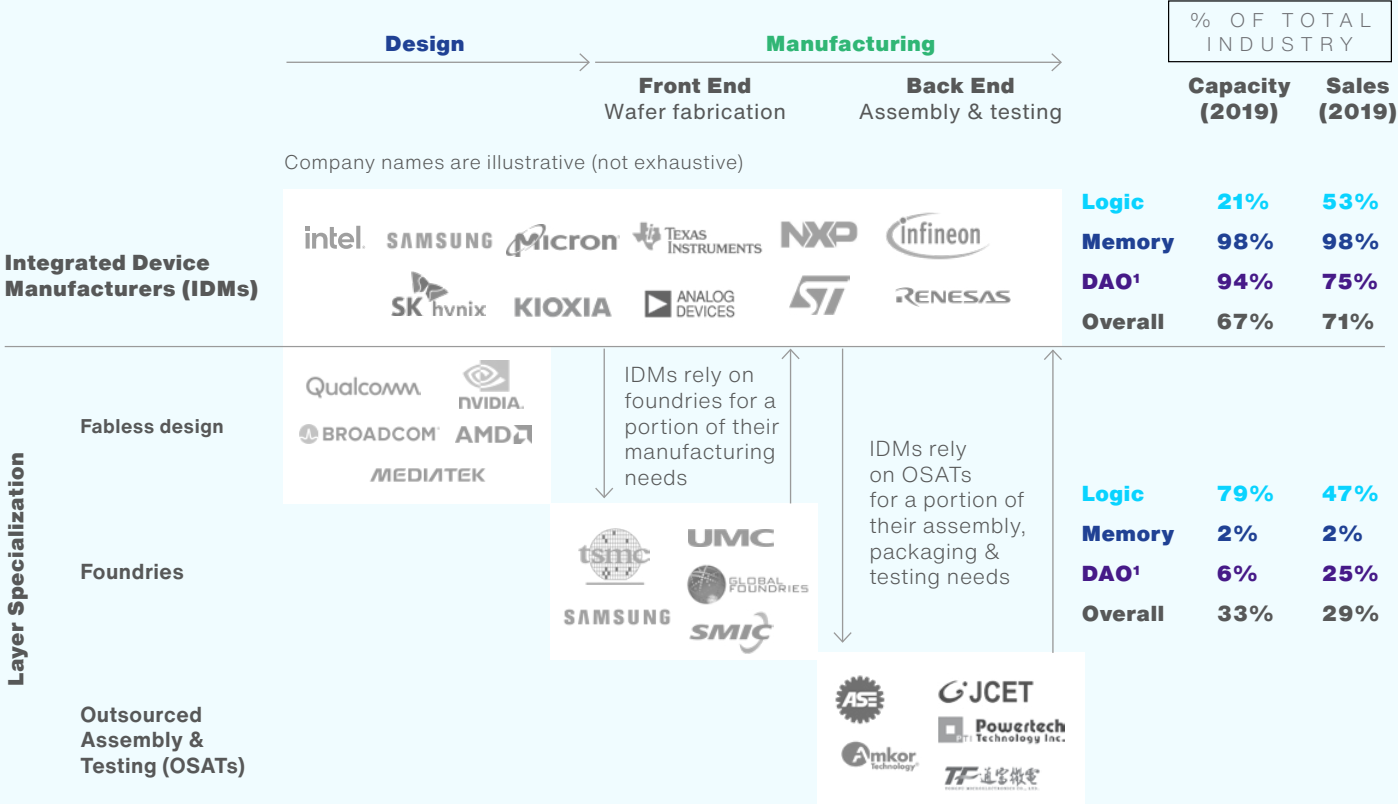 % OF TOTAL
INDUSTRY
Design
Manufacturing
Front End
Wafer fabrication
Back End
Assembly & testing
Capacity
(2019)
Sales
(2019)
Company names are illustrative (not exhaustive)
Integrated Device
Manufacturers (IDMs)
intel.
SAMSUNG
Micron
TEXAS
INSTRUMENTS
NXP
infineon
SK hynix
KIOXIA
ANALOG
DEVICES
ST
RENESAS
Logic 21% 53%
Memory 98% 98%
DAO¹ 94% 75%
Overall 67% 71%
Layer Specialization
Fabless design
Qualcomm
nVIDIA.
BROADCOM
AMD
MEDIATEK
IDMs rely on
foundries for a
portion of their
manufacturing
needs
IDMs rely
on OSATs
for a portion of
their assembly,
packaging &
testing needs
Foundries
tsmc
UMC
GLOBAL
FOUNDRIES
SAMSUNG
SMIC
Logic 79% 47%
Memory 2% 2%
DAO¹ 6% 25%
Overall 33% 29%
Outsourced
Assembly &
Testing (OSATs)
ASE
JCET
PTI
Powertech
Technology Inc.
Amkor
Technology®
TF 通富微电